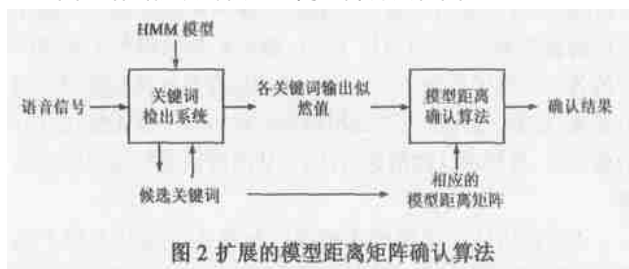 HMM 模型
语音信号
关键词
检出系统
各关键词输出似
然值
模型距离
确认算法
确认结果
候选关键词
相应的
模型距离矩阵
图 2 扩展的模型距离矩阵确认算法